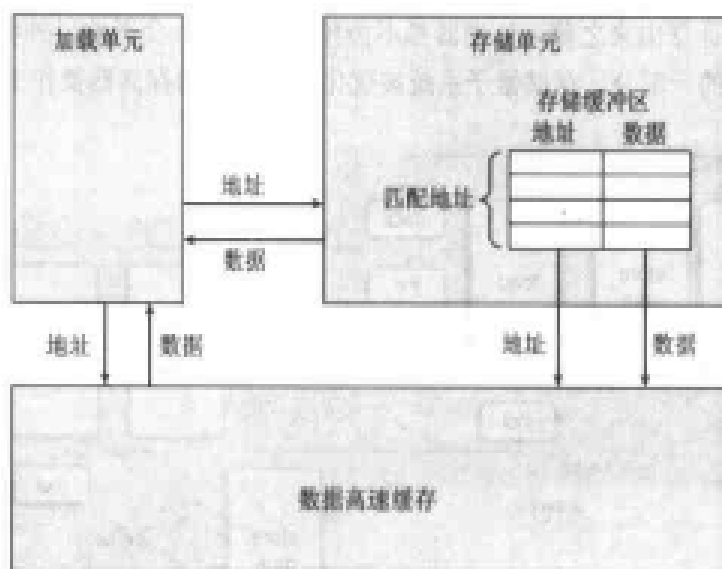 加载单元
存储单元
存储缓冲区
地址 数据
匹配地址
地址
数据
地址 数据
地址 数据
数据高速缓存